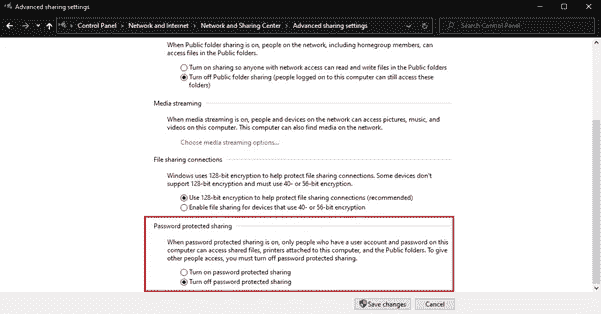 Advanced sharing settings
Control Panel > Network and Internet > Network and Sharing Center > Advanced sharing settings
Search Control Panel
When Public folder sharing is on, people on the network, including homegroup members, can
access files in the Public folders.
Turn on sharing so anyone with network access can read and write files in the Public folders
Turn off Public folder sharing (people logged on to this computer can still access these
folders)
Media streaming
When media streaming is on, people and devices on the network can access pictures, music, and
videos on this computer. This computer can also find media on the network.
Choose media streaming options...
File sharing connections
Windows uses 128-bit encryption to help protect file sharing connections. Some devices don't
support 128-bit encryption and must use 40- or 56-bit encryption.
Use 128-bit encryption to help protect file sharing connections (recommended)
Enable file sharing for devices that use 40- or 56-bit encryption
Password protected sharing
When password protected sharing is on, only people who have a user account and password on this
computer can access shared files, printers attached to this computer, and the Public folders. To give
other people access, you must turn off password protected sharing.
Turn on password protected sharing
Turn off password protected sharing
Save changes
Cancel